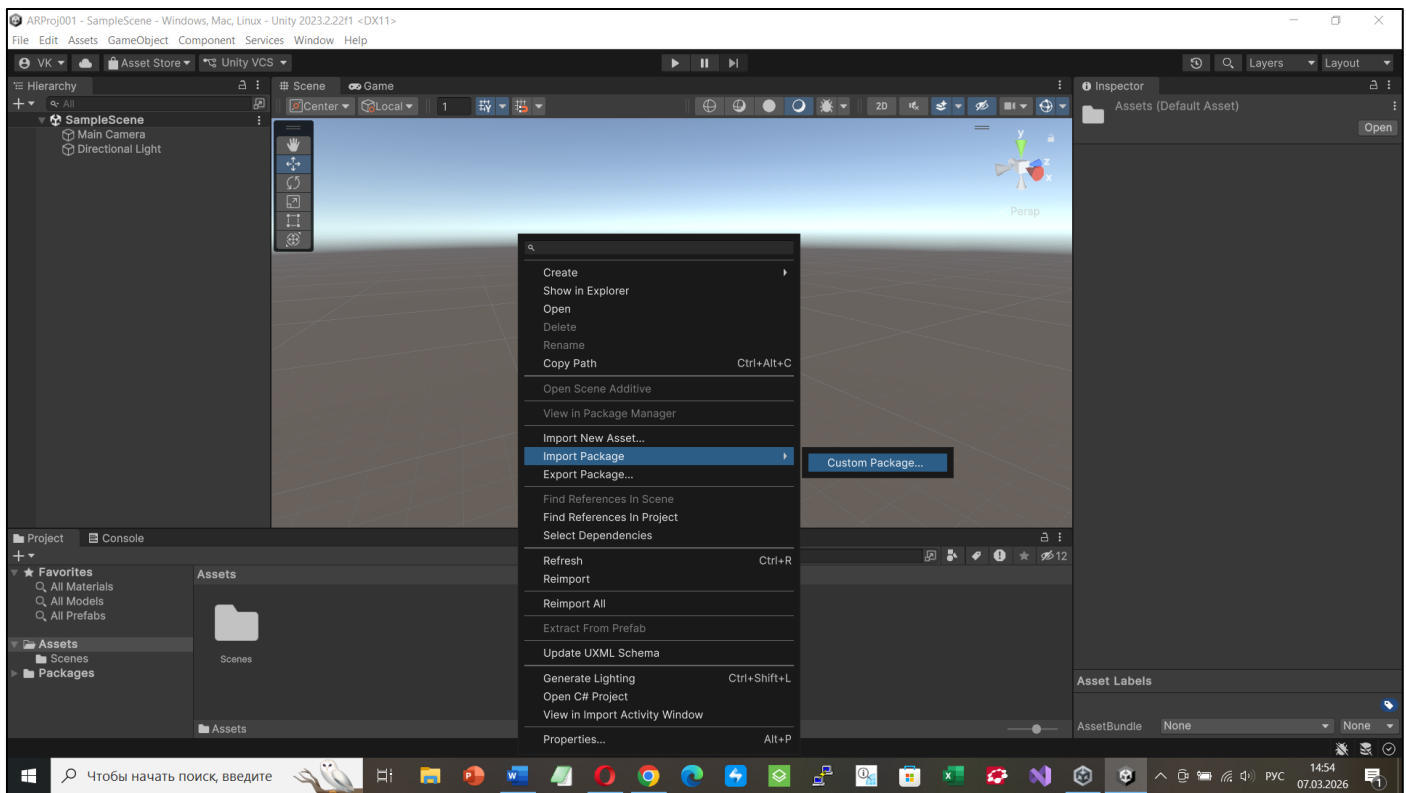 ARProj001 - SampleScene - Windows, Mac, Linux - Unity 2023.2.22f1 <DX11>
File Edit Assets GameObject Component Services Window Help
VK Asset Store Unity VCS Layers Layout
Hierarchy
All
SampleScene
Main Camera
Directional Light
Scene Game
Center Local 1 2D
y
z
x
Persp
Inspector
Assets (Default Asset)
Open
Create
Show in Explorer
Open
Delete
Rename
Copy Path Ctrl+Alt+C
Open Scene Additive
View in Package Manager
Import New Asset...
Import Package
Custom Package...
Export Package...
Find References In Scene
Find References In Project
Select Dependencies
Refresh Ctrl+R
Reimport
Reimport All
Extract From Prefab
Update UXML Schema
Generate Lighting Ctrl+Shift+L
Open C# Project
View in Import Activity Window
Properties... Alt+P
Project Console
12
Favorites
All Materials
All Models
All Prefabs
Assets
Scenes
Packages
Assets
Scenes
Assets
Asset Labels
AssetBundle None None
Чтобы начать поиск, введите
РУС
14:54
07.03.2026
1